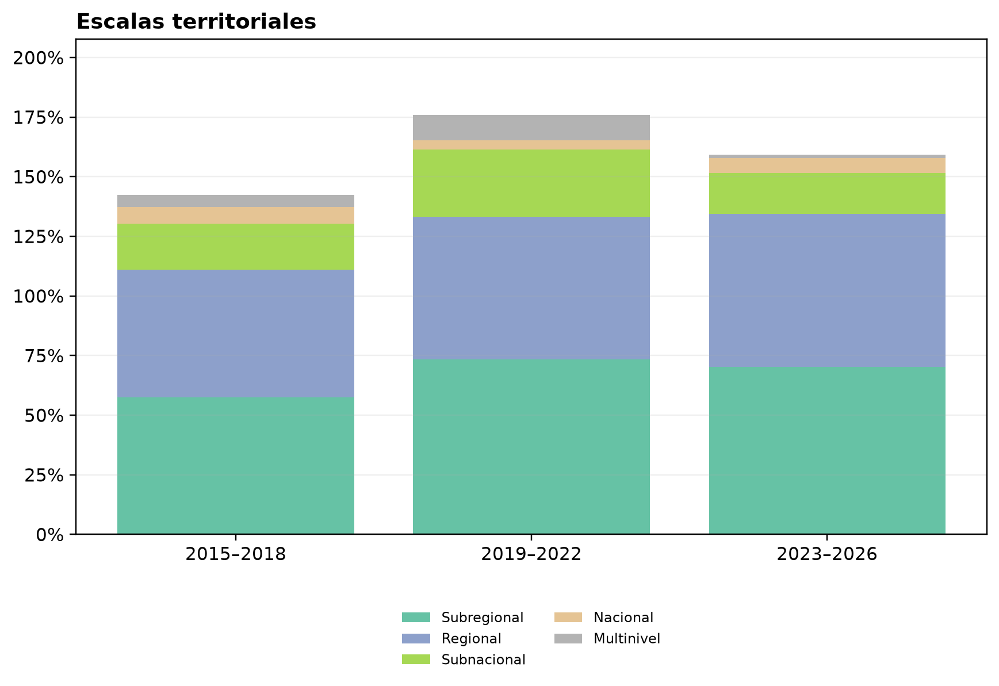 Escalas territoriales
200%
175%
150%
125%
100%
75%
50%
25%
0%
2015–2018 2019–2022 2023–2026
Subregional Nacional
Regional Multinivel
Subnacional